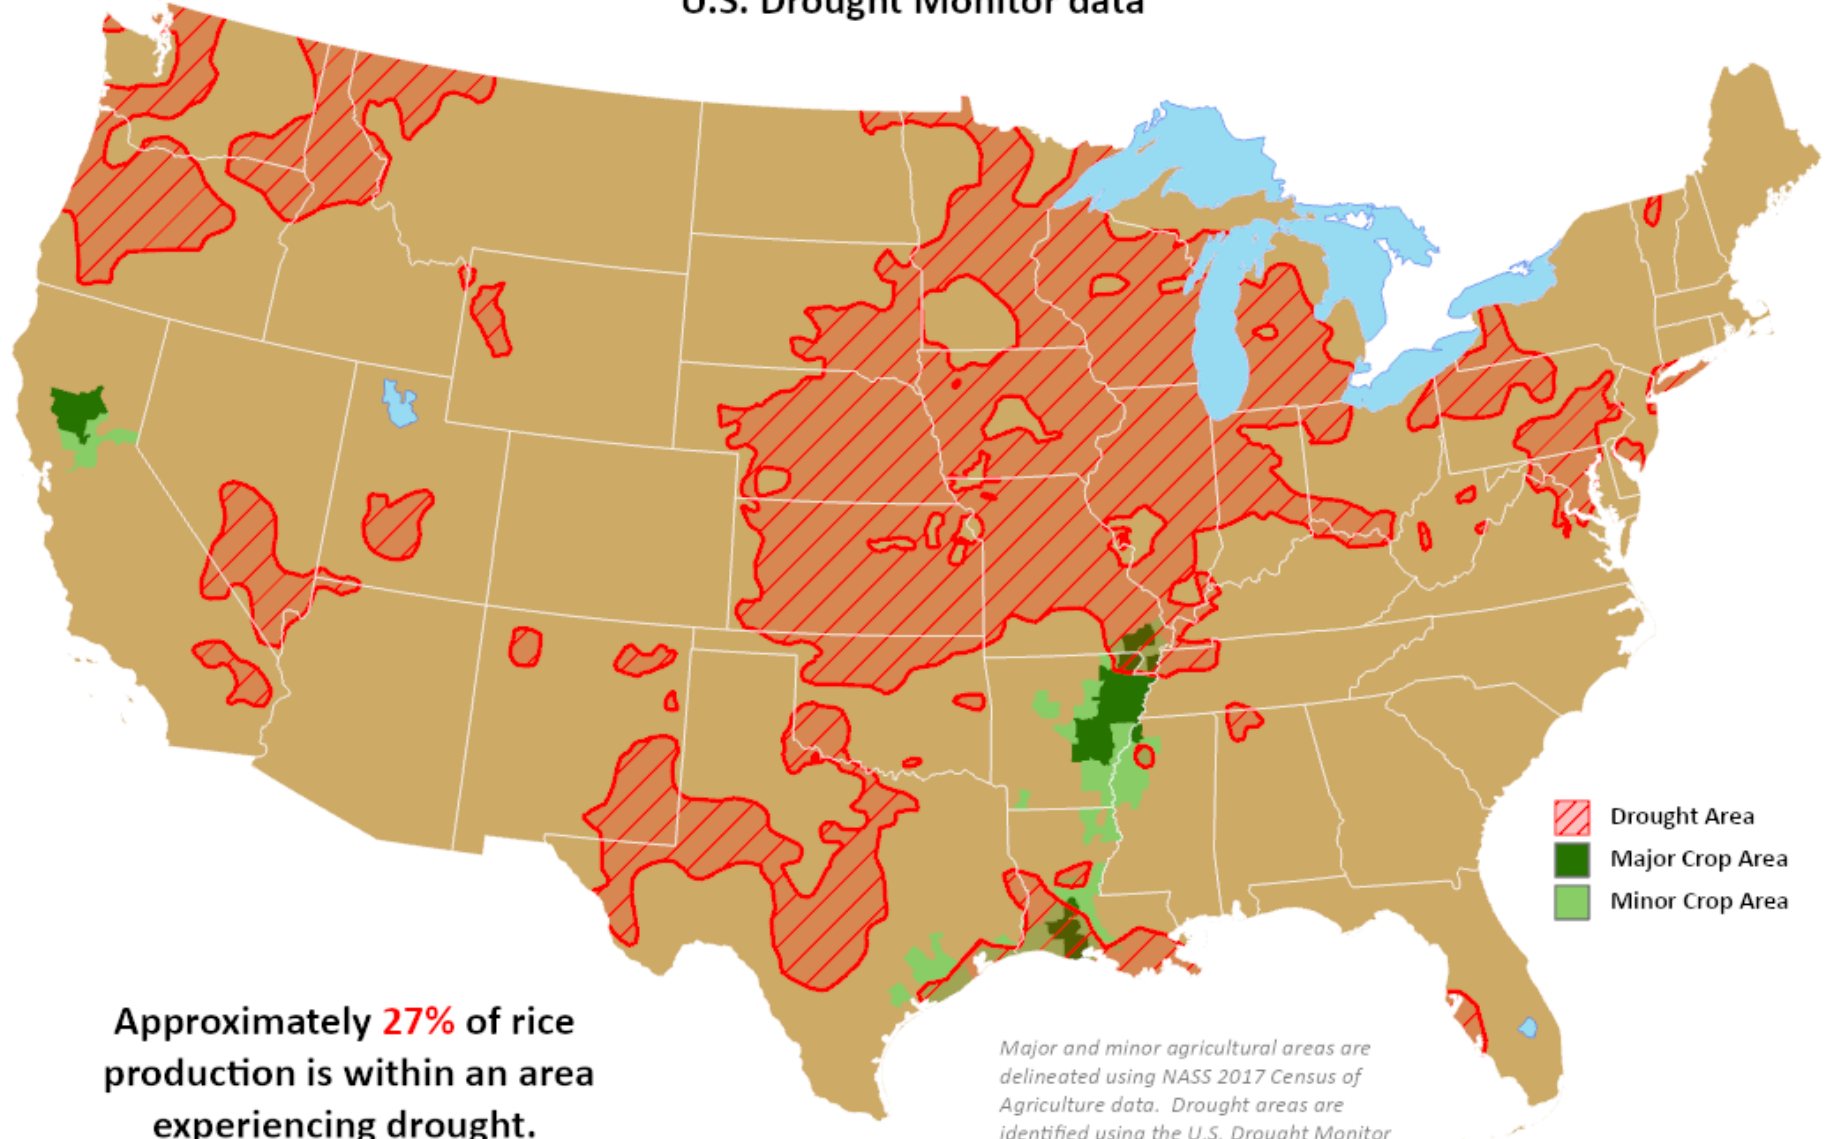 U.S. Drought Monitor data
Drought Area
Major Crop Area
Minor Crop Area
Approximately 27% of rice
production is within an area
experiencing drought.
Major and minor agricultural areas are
delineated using NASS 2017 Census of
Agriculture data.  Drought areas are
identified using the U.S. Drought Monitor